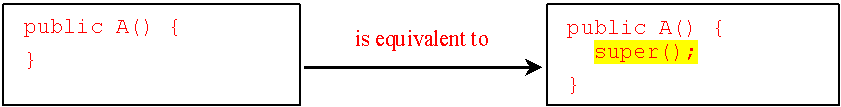 public A() {
}
is equivalent to
public A() {
super();
}